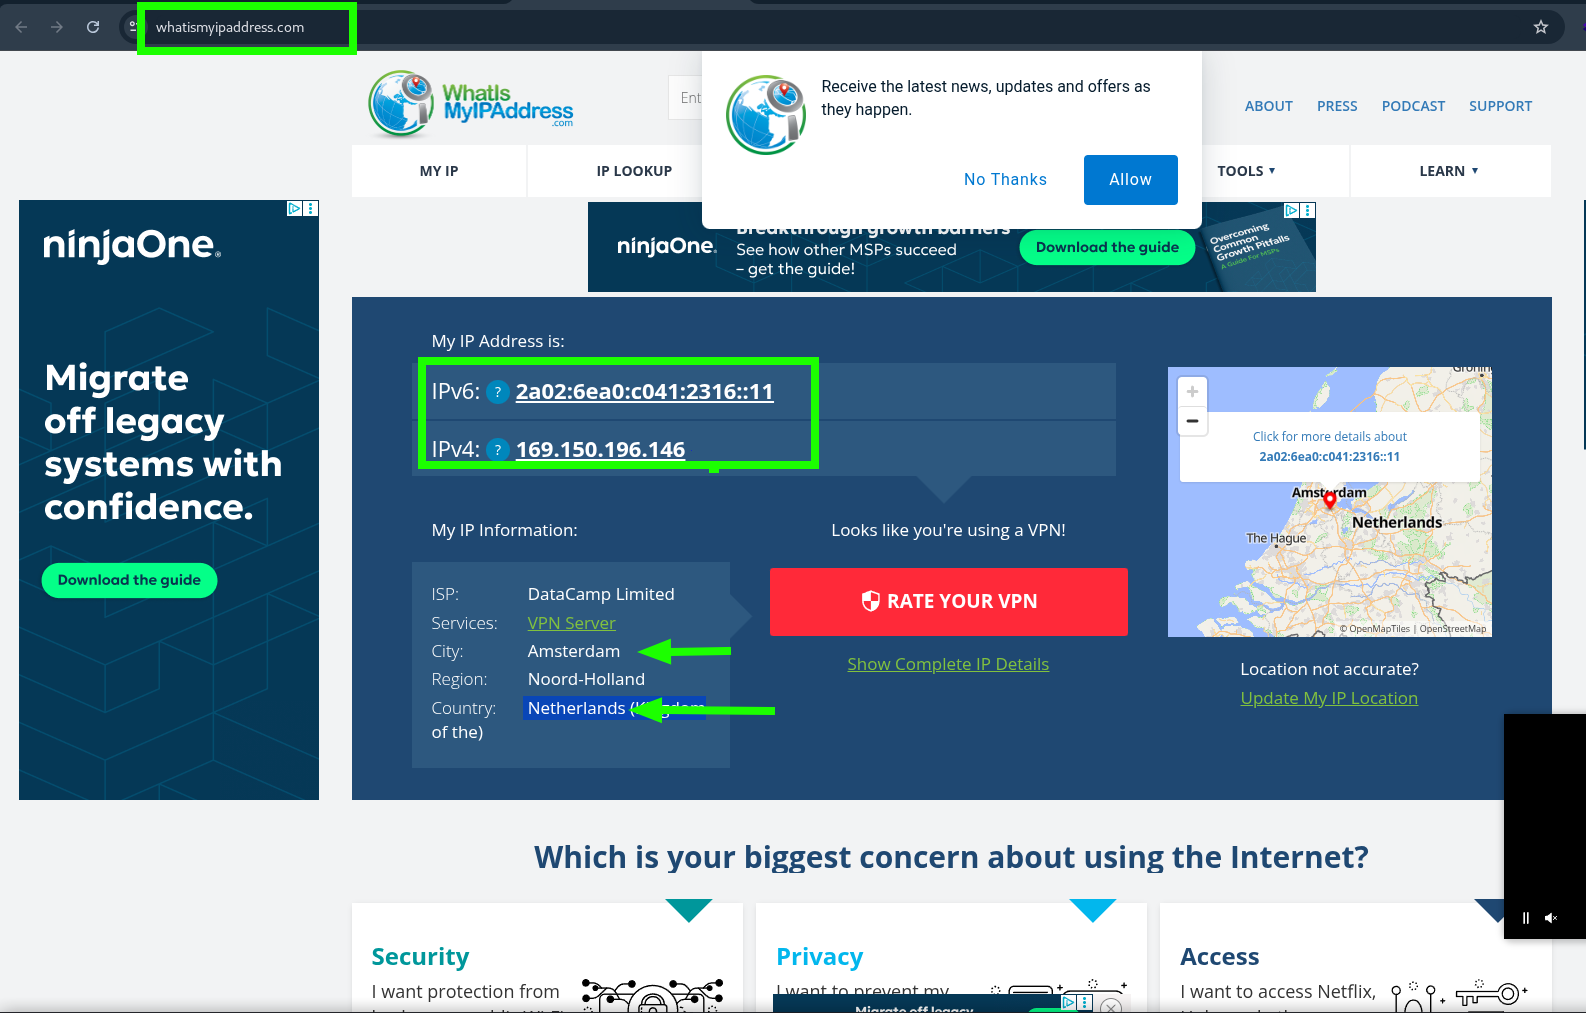 whatismyipaddress.com
WhatIs
MyIPAddress
.com
Ent
Receive the latest news, updates and offers as
they happen.
No Thanks
Allow
ABOUT
PRESS
PODCAST
SUPPORT
MY IP
IP LOOKUP
TOOLS ▾
LEARN ▾
ninjaOne®
Migrate
off legacy
systems with
confidence.
Download the guide
ninjaOne.
Breakthrough growth barriers
See how other MSPs succeed
– get the guide!
Download the guide
Overcoming
Common
Growth Pitfalls
A Guide For MSPs
My IP Address is:
IPv6: ? 2a02:6ea0:c041:2316::11
IPv4: ? 169.150.196.146
My IP Information:
ISP: DataCamp Limited
Services: VPN Server
City: Amsterdam
Region: Noord-Holland
Country: Netherlands (Kingdom
of the)
Looks like you're using a VPN!
RATE YOUR VPN
Show Complete IP Details
+
−
Click for more details about
2a02:6ea0:c041:2316::11
Amsterdam
Netherlands
The Hague
© OpenMapTiles | OpenStreetMap
Location not accurate?
Update My IP Location
Which is your biggest concern about using the Internet?
Security
I want protection from
Privacy
I want to prevent my
Access
I want to access Netflix,
Migrate off legacy